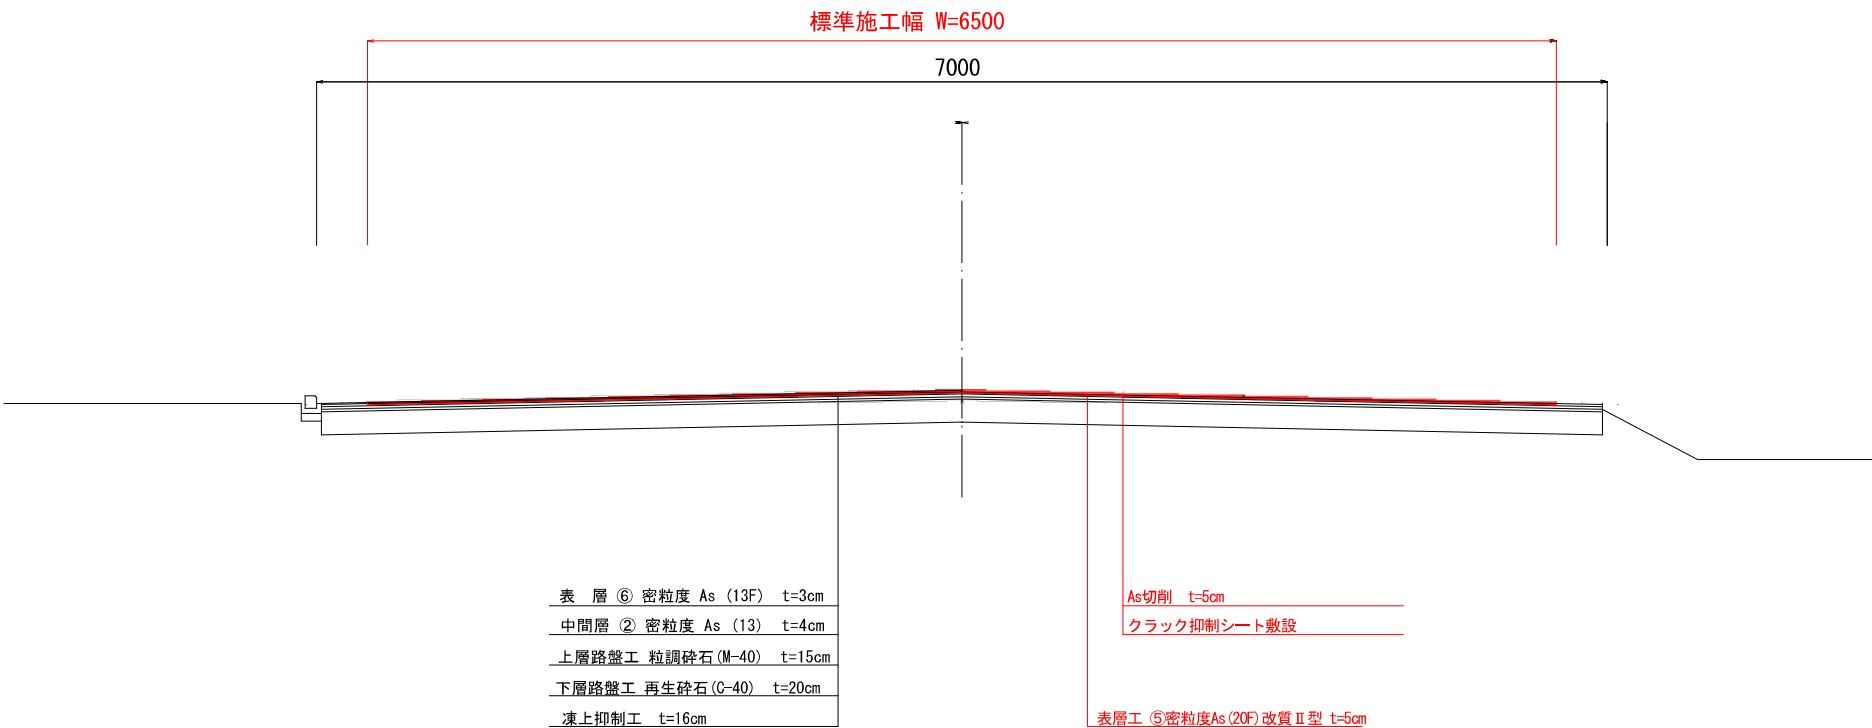 標準施工幅 W=6500
7000
表　層 ⑥ 密粒度 As (13F)　t=3cm
中間層 ② 密粒度 As (13)　t=4cm
上層路盤工 粒調砕石(M-40)　t=15cm
下層路盤工 再生砕石(C-40)　t=20cm
凍上抑制工　t=16cm
As切削　t=5cm
クラック抑制シート敷設
表層工 ⑤密粒度As(20F)改質Ⅱ型 t=5cm